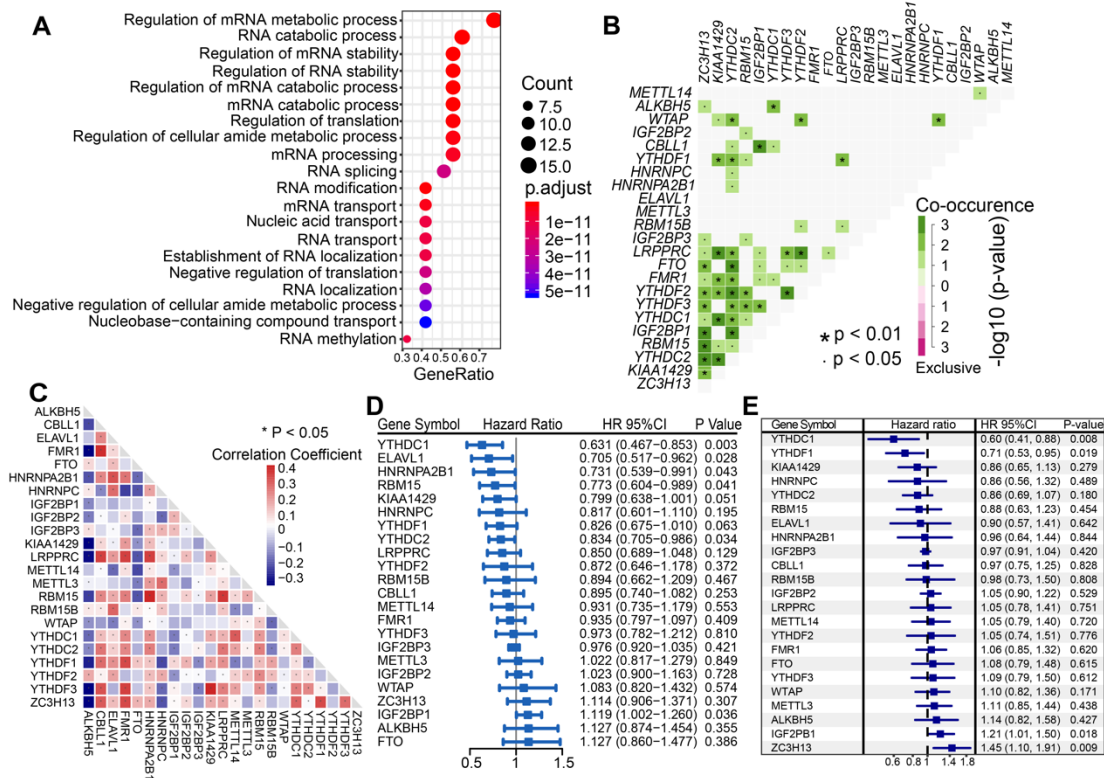 A
Regulation of mRNA metabolic process
RNA catabolic process
Regulation of mRNA stability
Regulation of RNA stability
Regulation of mRNA catabolic process
mRNA catabolic process
Regulation of translation
Regulation of cellular amide metabolic process
mRNA processing
RNA splicing
RNA modification
mRNA transport
Nucleic acid transport
RNA transport
Establishment of RNA localization
Negative regulation of translation
RNA localization
Negative regulation of cellular amide metabolic process
Nucleobase−containing compound transport
RNA methylation
0.3 0.4 0.5 0.6 0.7
GeneRatio
Count
7.5
10.0
12.5
15.0
p.adjust
1e−11
2e−11
3e−11
4e−11
5e−11
B
ZC3H13
KIAA1429
YTHDC2
RBM15
IGF2BP1
YTHDC1
YTHDF3
YTHDF2
FMR1
FTO
LRPPRC
IGF2BP3
RBM15B
METTL3
ELAVL1
HNRNPA2B1
HNRNPC
YTHDF1
CBLL1
IGF2BP2
WTAP
ALKBH5
METTL14
METTL14
ALKBH5
WTAP
IGF2BP2
CBLL1
YTHDF1
HNRNPC
HNRNPA2B1
ELAVL1
METTL3
RBM15B
IGF2BP3
LRPPRC
FTO
FMR1
YTHDF2
YTHDF3
YTHDC1
IGF2BP1
RBM15
YTHDC2
KIAA1429
ZC3H13
Co-occurence
3
2
1
0
1
2
3
Exclusive
-log10 (p-value)
* p < 0.01
· p < 0.05
C
ALKBH5
CBLL1
ELAVL1
FMR1
FTO
HNRNPA2B1
HNRNPC
IGF2BP1
IGF2BP2
IGF2BP3
KIAA1429
LRPPRC
METTL14
METTL3
RBM15
RBM15B
WTAP
YTHDC1
YTHDC2
YTHDF1
YTHDF2
YTHDF3
ZC3H13
ALKBH5
CBLL1
ELAVL1
FMR1
FTO
HNRNPA2B1
HNRNPC
IGF2BP1
IGF2BP2
IGF2BP3
KIAA1429
LRPPRC
METTL14
METTL3
RBM15
RBM15B
WTAP
YTHDC1
YTHDC2
YTHDF1
YTHDF2
YTHDF3
ZC3H13
* P < 0.05
Correlation Coefficient
0.4
0.3
0.2
0.1
0
−0.1
−0.2
−0.3
D
Gene Symbol Hazard Ratio HR 95%CI P Value
YTHDC1 0.631 (0.467−0.853) 0.003
ELAVL1 0.705 (0.517−0.962) 0.028
HNRNPA2B1 0.731 (0.539−0.991) 0.043
RBM15 0.773 (0.604−0.989) 0.041
KIAA1429 0.799 (0.638−1.001) 0.051
HNRNPC 0.817 (0.601−1.110) 0.195
YTHDF1 0.826 (0.675−1.010) 0.063
YTHDC2 0.834 (0.705−0.986) 0.034
LRPPRC 0.850 (0.689−1.048) 0.129
YTHDF2 0.872 (0.646−1.178) 0.372
RBM15B 0.894 (0.662−1.209) 0.467
CBLL1 0.895 (0.740−1.082) 0.253
METTL14 0.931 (0.735−1.179) 0.553
FMR1 0.935 (0.797−1.097) 0.409
YTHDF3 0.973 (0.782−1.212) 0.810
IGF2BP3 0.976 (0.920−1.035) 0.421
METTL3 1.022 (0.817−1.279) 0.849
IGF2BP2 1.023 (0.900−1.163) 0.728
WTAP 1.083 (0.820−1.432) 0.574
ZC3H13 1.114 (0.906−1.371) 0.307
IGF2BP1 1.119 (1.002−1.260) 0.036
ALKBH5 1.127 (0.874−1.454) 0.355
FTO 1.127 (0.860−1.477) 0.386
0.5 1 1.5
E
Gene Symbol Hazard ratio HR 95%CI P-value
YTHDC1 0.60 (0.41, 0.88) 0.008
YTHDF1 0.71 (0.53, 0.95) 0.019
KIAA1429 0.86 (0.65, 1.13) 0.279
HNRNPC 0.86 (0.56, 1.32) 0.489
YTHDC2 0.86 (0.69, 1.07) 0.180
RBM15 0.88 (0.63, 1.23) 0.454
ELAVL1 0.90 (0.57, 1.41) 0.642
HNRNPA2B1 0.96 (0.64, 1.44) 0.844
IGF2BP3 0.97 (0.91, 1.04) 0.420
CBLL1 0.97 (0.75, 1.25) 0.828
RBM15B 0.98 (0.73, 1.50) 0.808
IGF2BP2 1.05 (0.90, 1.22) 0.529
LRPPRC 1.05 (0.78, 1.41) 0.751
METTL14 1.05 (0.79, 1.40) 0.720
YTHDF2 1.05 (0.74, 1.51) 0.776
FMR1 1.06 (0.85, 1.32) 0.620
FTO 1.08 (0.79, 1.48) 0.615
YTHDF3 1.09 (0.79, 1.50) 0.612
WTAP 1.10 (0.82, 1.36) 0.171
METTL3 1.11 (0.85, 1.44) 0.438
ALKBH5 1.14 (0.82, 1.58) 0.427
IGF2PB1 1.21 (1.01, 1.50) 0.018
ZC3H13 1.45 (1.10, 1.91) 0.009
0.6 1 1.4 1.8